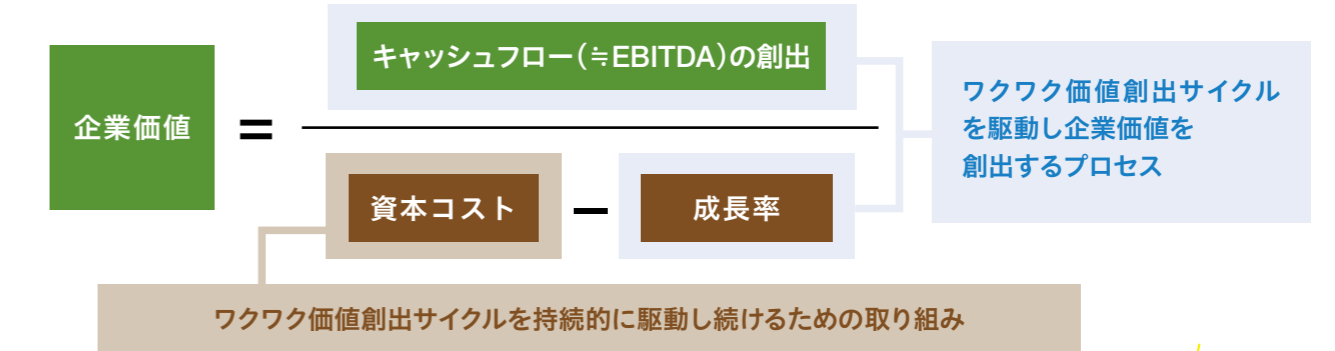 キャッシュフロー(≒EBITDA)の創出
企業価値
=
資本コスト
−
成長率
ワクワク価値創出サイクル
を駆動し企業価値を
創出するプロセス
ワクワク価値創出サイクルを持続的に駆動し続けるための取り組み